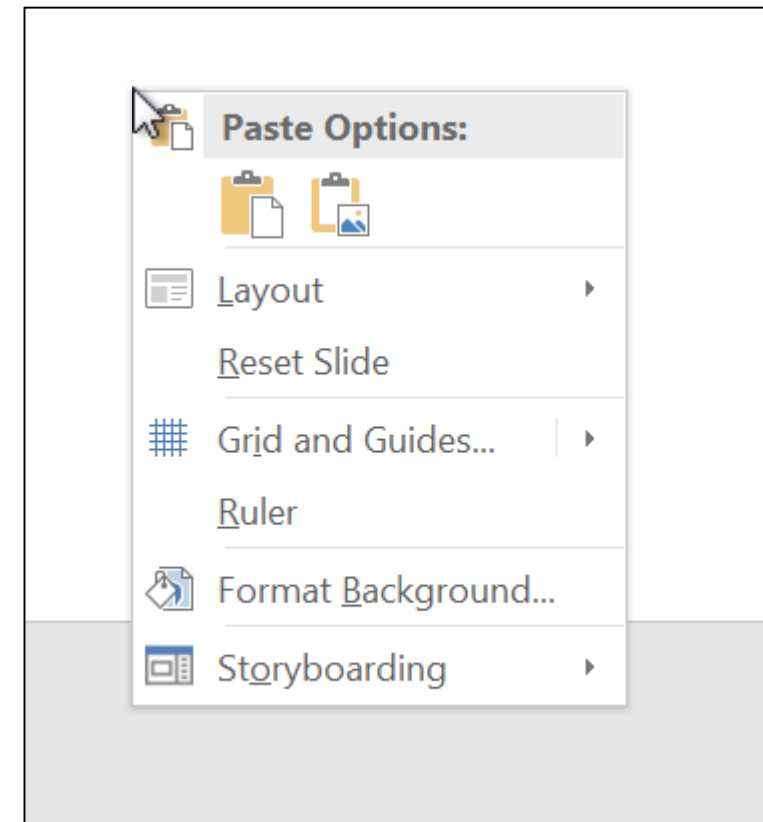 Paste Options:
Layout
Reset Slide
Grid and Guides...
Ruler
Format Background...
Storyboarding